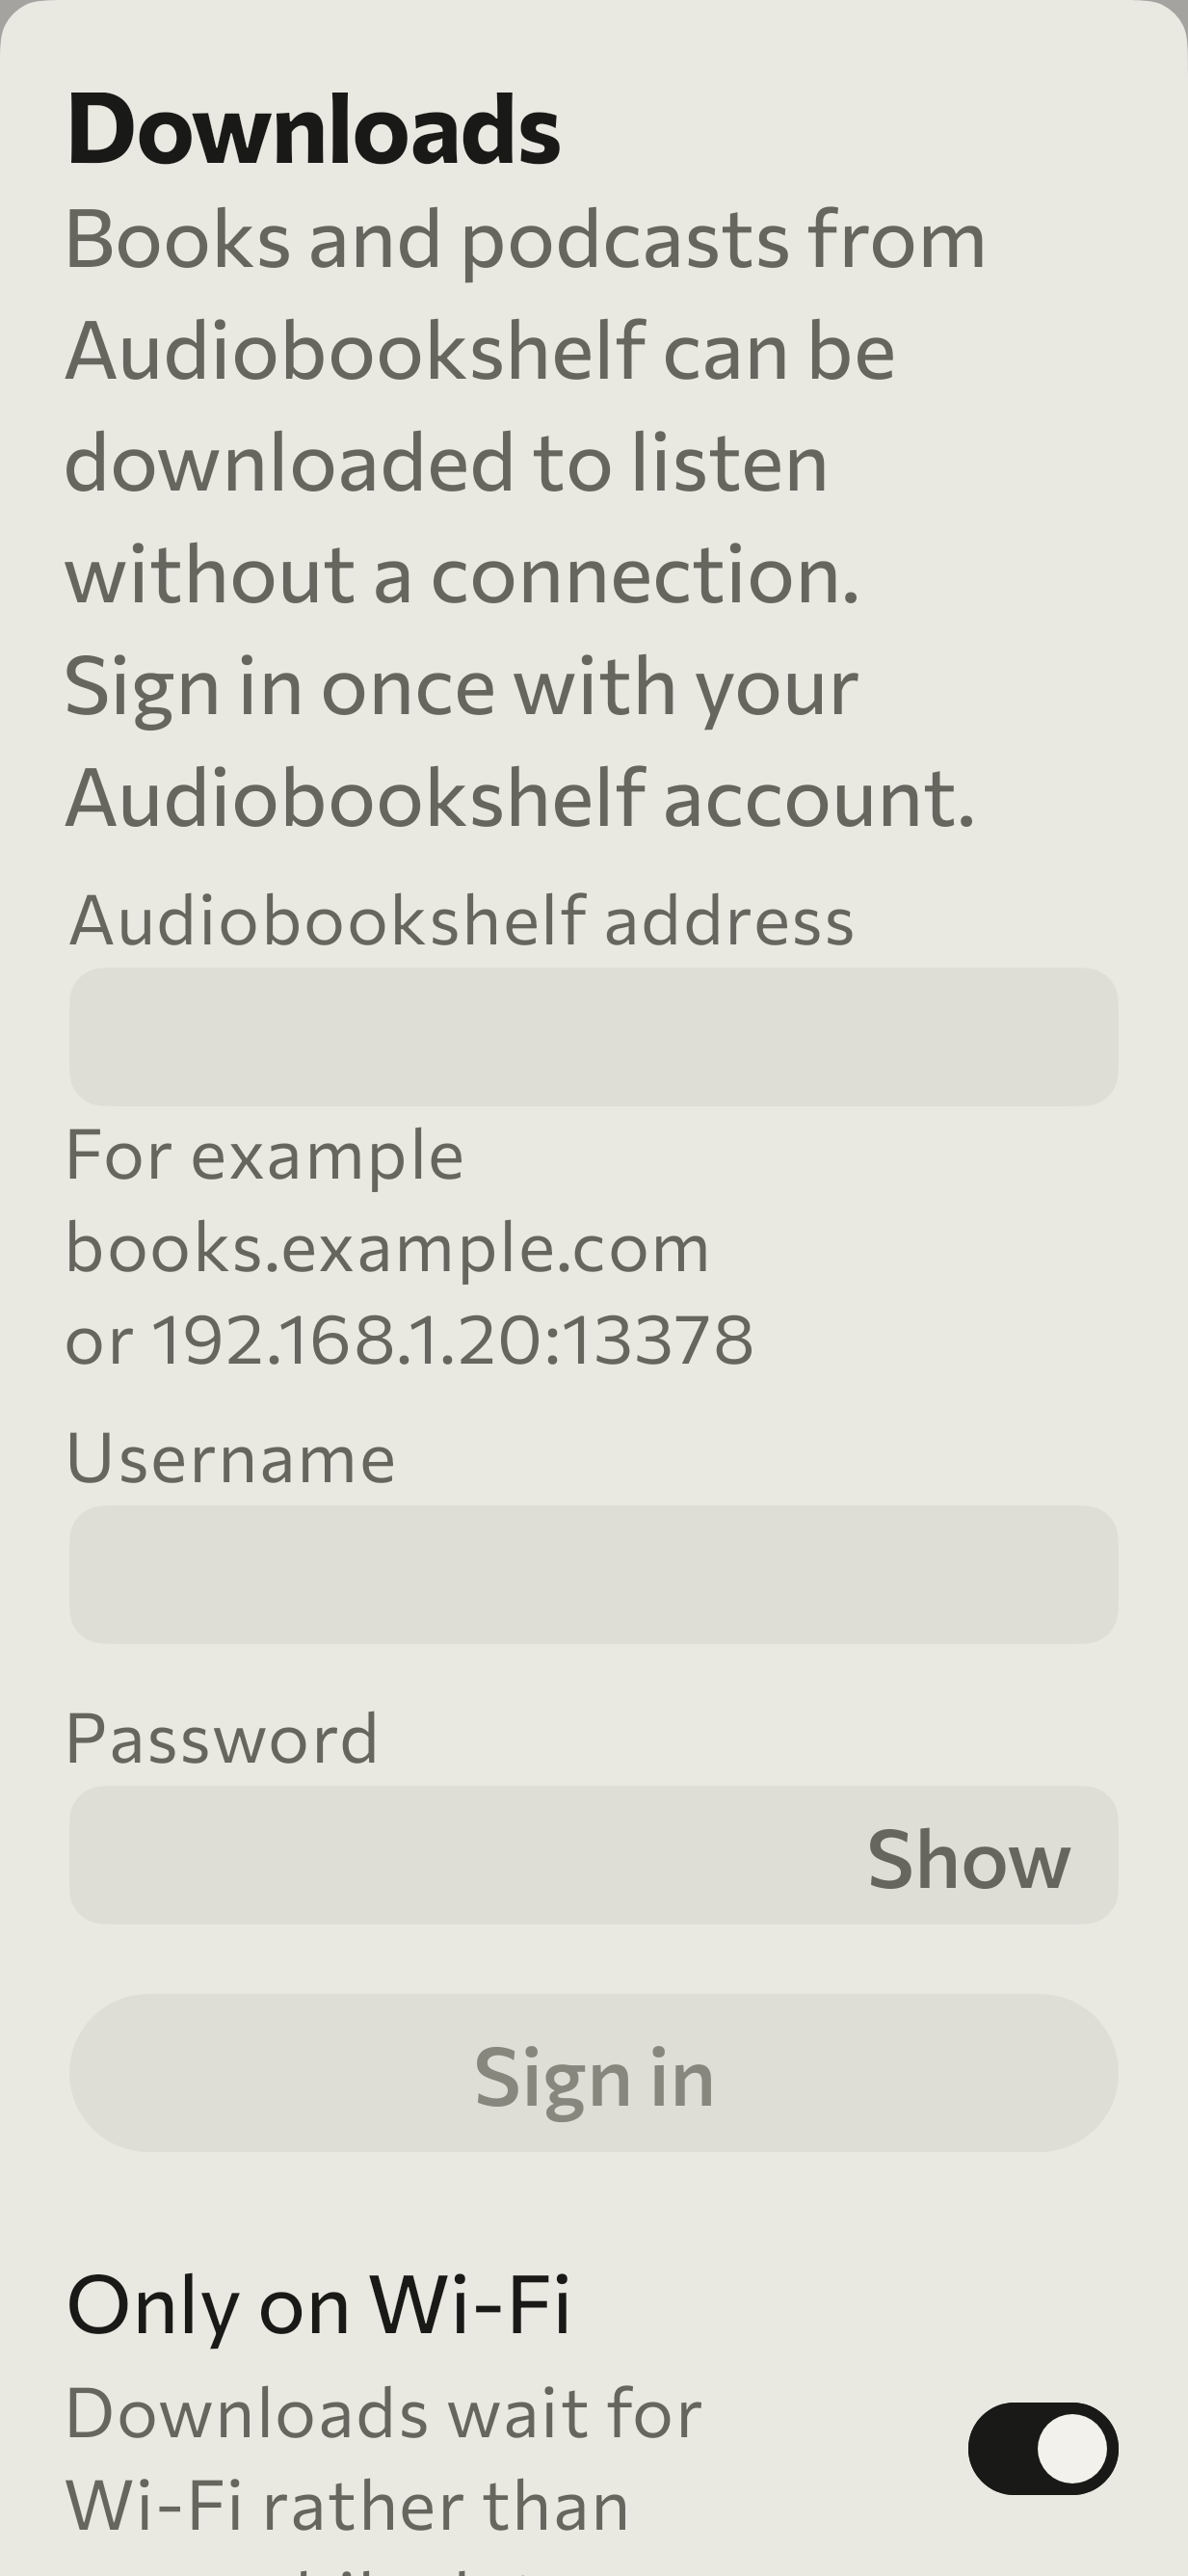 Downloads
Books and podcasts from
Audiobookshelf can be
downloaded to listen
without a connection.
Sign in once with your
Audiobookshelf account.
Audiobookshelf address
For example
books.example.com
or 192.168.1.20:13378
Username
Password
Show
Sign in
Only on Wi-Fi
Downloads wait for
Wi-Fi rather than